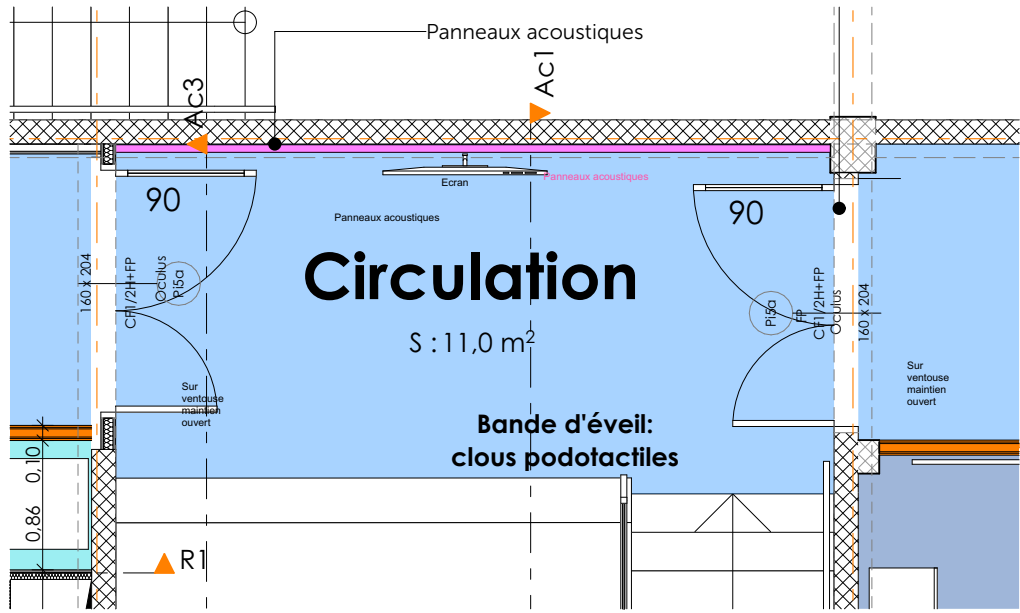 Panneaux acoustiques
Ac3
Ac1
Ecran
Panneaux acoustiques
90
90
Panneaux acoustiques
160 x 204
CF1/2H+FP
Oculus
Pi5a
Circulation
S : 11,0 m²
Pi5a
FP
CF1/2H+FP
Oculus
160 x 204
Sur
ventouse
maintien
ouvert
Sur
ventouse
maintien
ouvert
Bande d'éveil:
clous podotactiles
0,10
0,86
R1